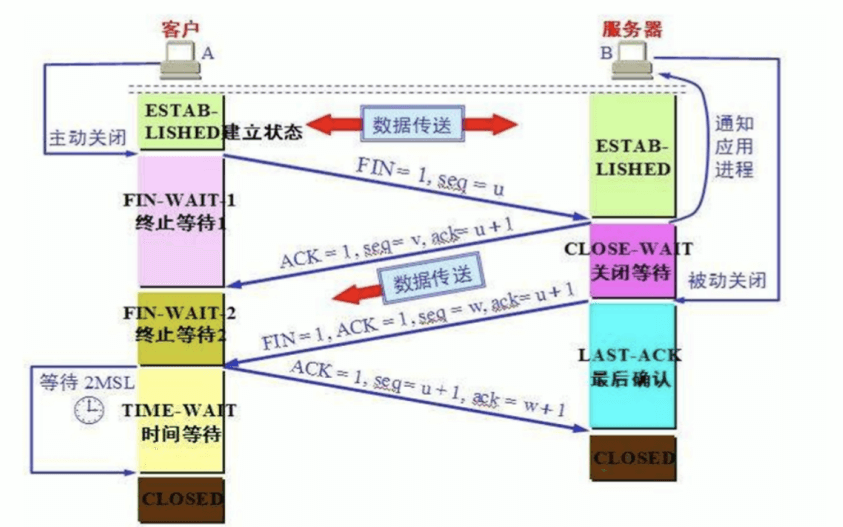 客户
服务器
A
B
ESTAB-
LISHED建立状态
数据传送
主动关闭
通知
应用
进程
ESTAB-
LISHED
FIN = 1, seq = u
FIN-WAIT-1
终止等待1
ACK = 1, seq= v, ack= u+1
CLOSE-WAIT
关闭等待
数据传送
被动关闭
FIN-WAIT-2
终止等待2
FIN=1, ACK = 1, seq = w, ack= u+1
LAST-ACK
最后确认
等待 2MSL
ACK = 1, seq= u+1, ack = w+1
TIME-WAIT
时间等待
CLOSED
CLOSED